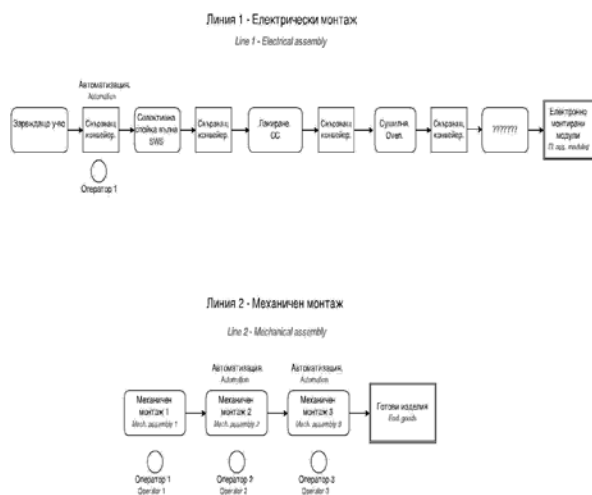 Линия 1 - Електрически монтаж
Line 1 - Electrical assembly
Автоматизация.
Automation
Зареждащо у-во
Свързващ
конвейер.
Селективна
спойка вълна
SWS
Свързващ
конвейер.
Лакиране.
CC
Свързващ
конвейер.
Сушилня.
Oven.
Свързващ
конвейер.
???????.
Електронно
монтирани
модули
Оператор 1
Линия 2 - Механичен монтаж
Line 2 - Mechanical assembly
Автоматизация.
Automation
Автоматизация.
Automation
Механичен
монтаж 1
Mech. assembly 1
Механичен
монтаж 2
Mech. assembly 2
Механичен
монтаж 3
Mech. assembly 3
Готови изделия
End. goods
Оператор 1
Operator 1
Оператор 2
Operator 2
Оператор 3
Operator 3